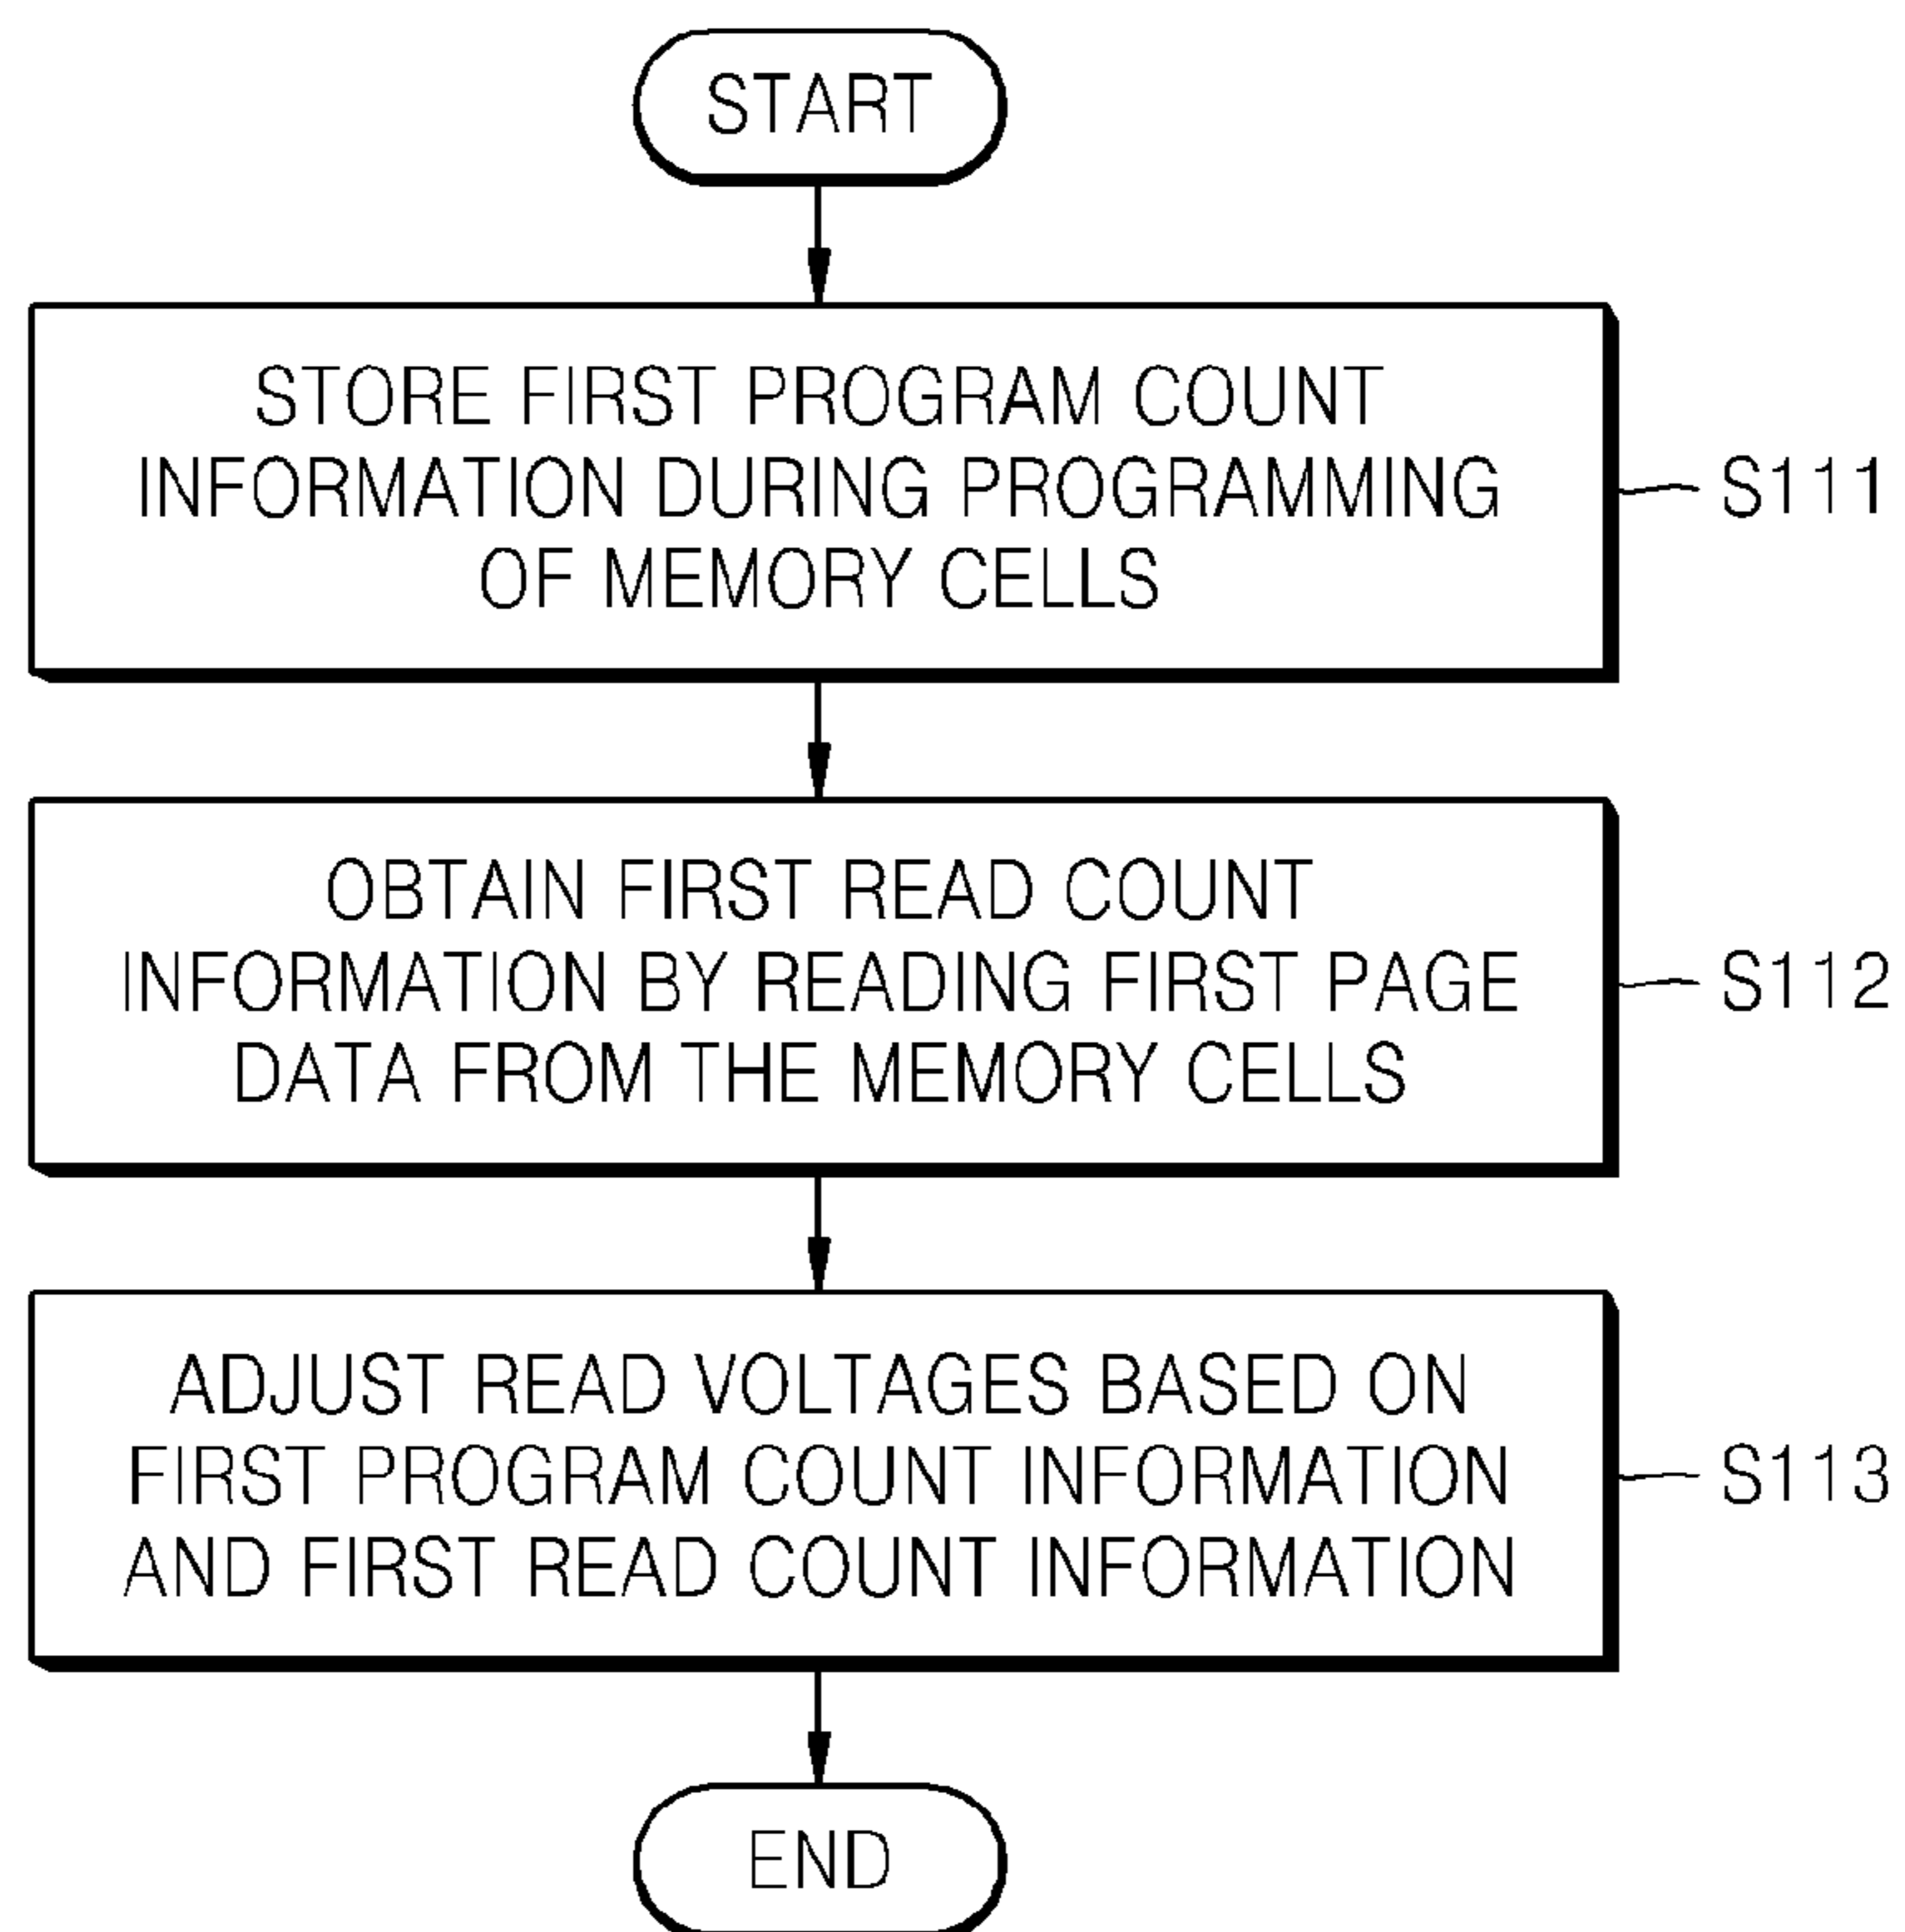 START
STORE FIRST PROGRAM COUNT
INFORMATION DURING PROGRAMMING
OF MEMORY CELLS
S111
OBTAIN FIRST READ COUNT
INFORMATION BY READING FIRST PAGE
DATA FROM THE MEMORY CELLS
S112
ADJUST READ VOLTAGES BASED ON
FIRST PROGRAM COUNT INFORMATION
AND FIRST READ COUNT INFORMATION
S113
END